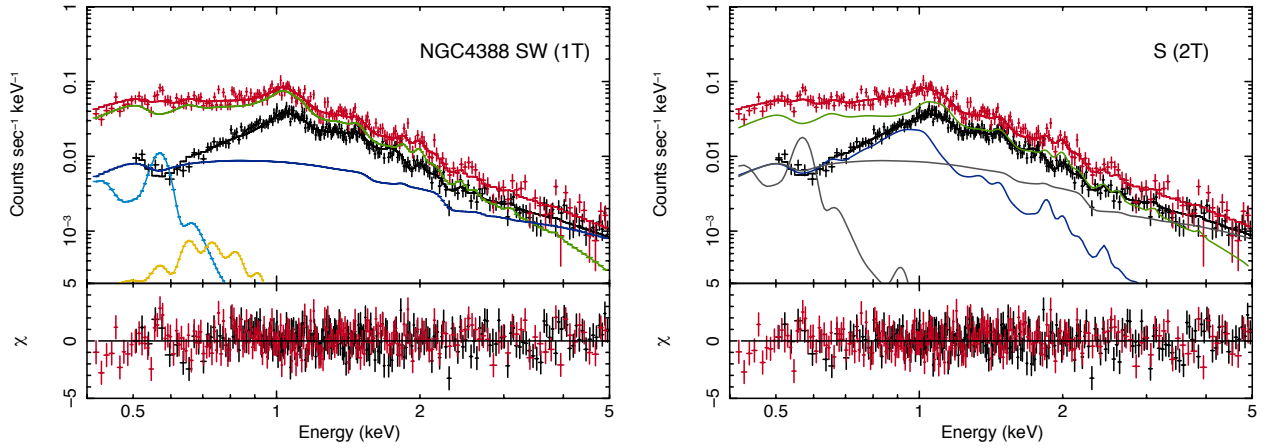 1
0.1
0.01
10⁻³
5
0
−5
Counts sec⁻¹ keV⁻¹
χ
NGC4388 SW (1T)
0.5
1
2
5
Energy (keV)
1
0.1
0.01
10⁻³
5
0
−5
Counts sec⁻¹ keV⁻¹
χ
S (2T)
0.5
1
2
5
Energy (keV)